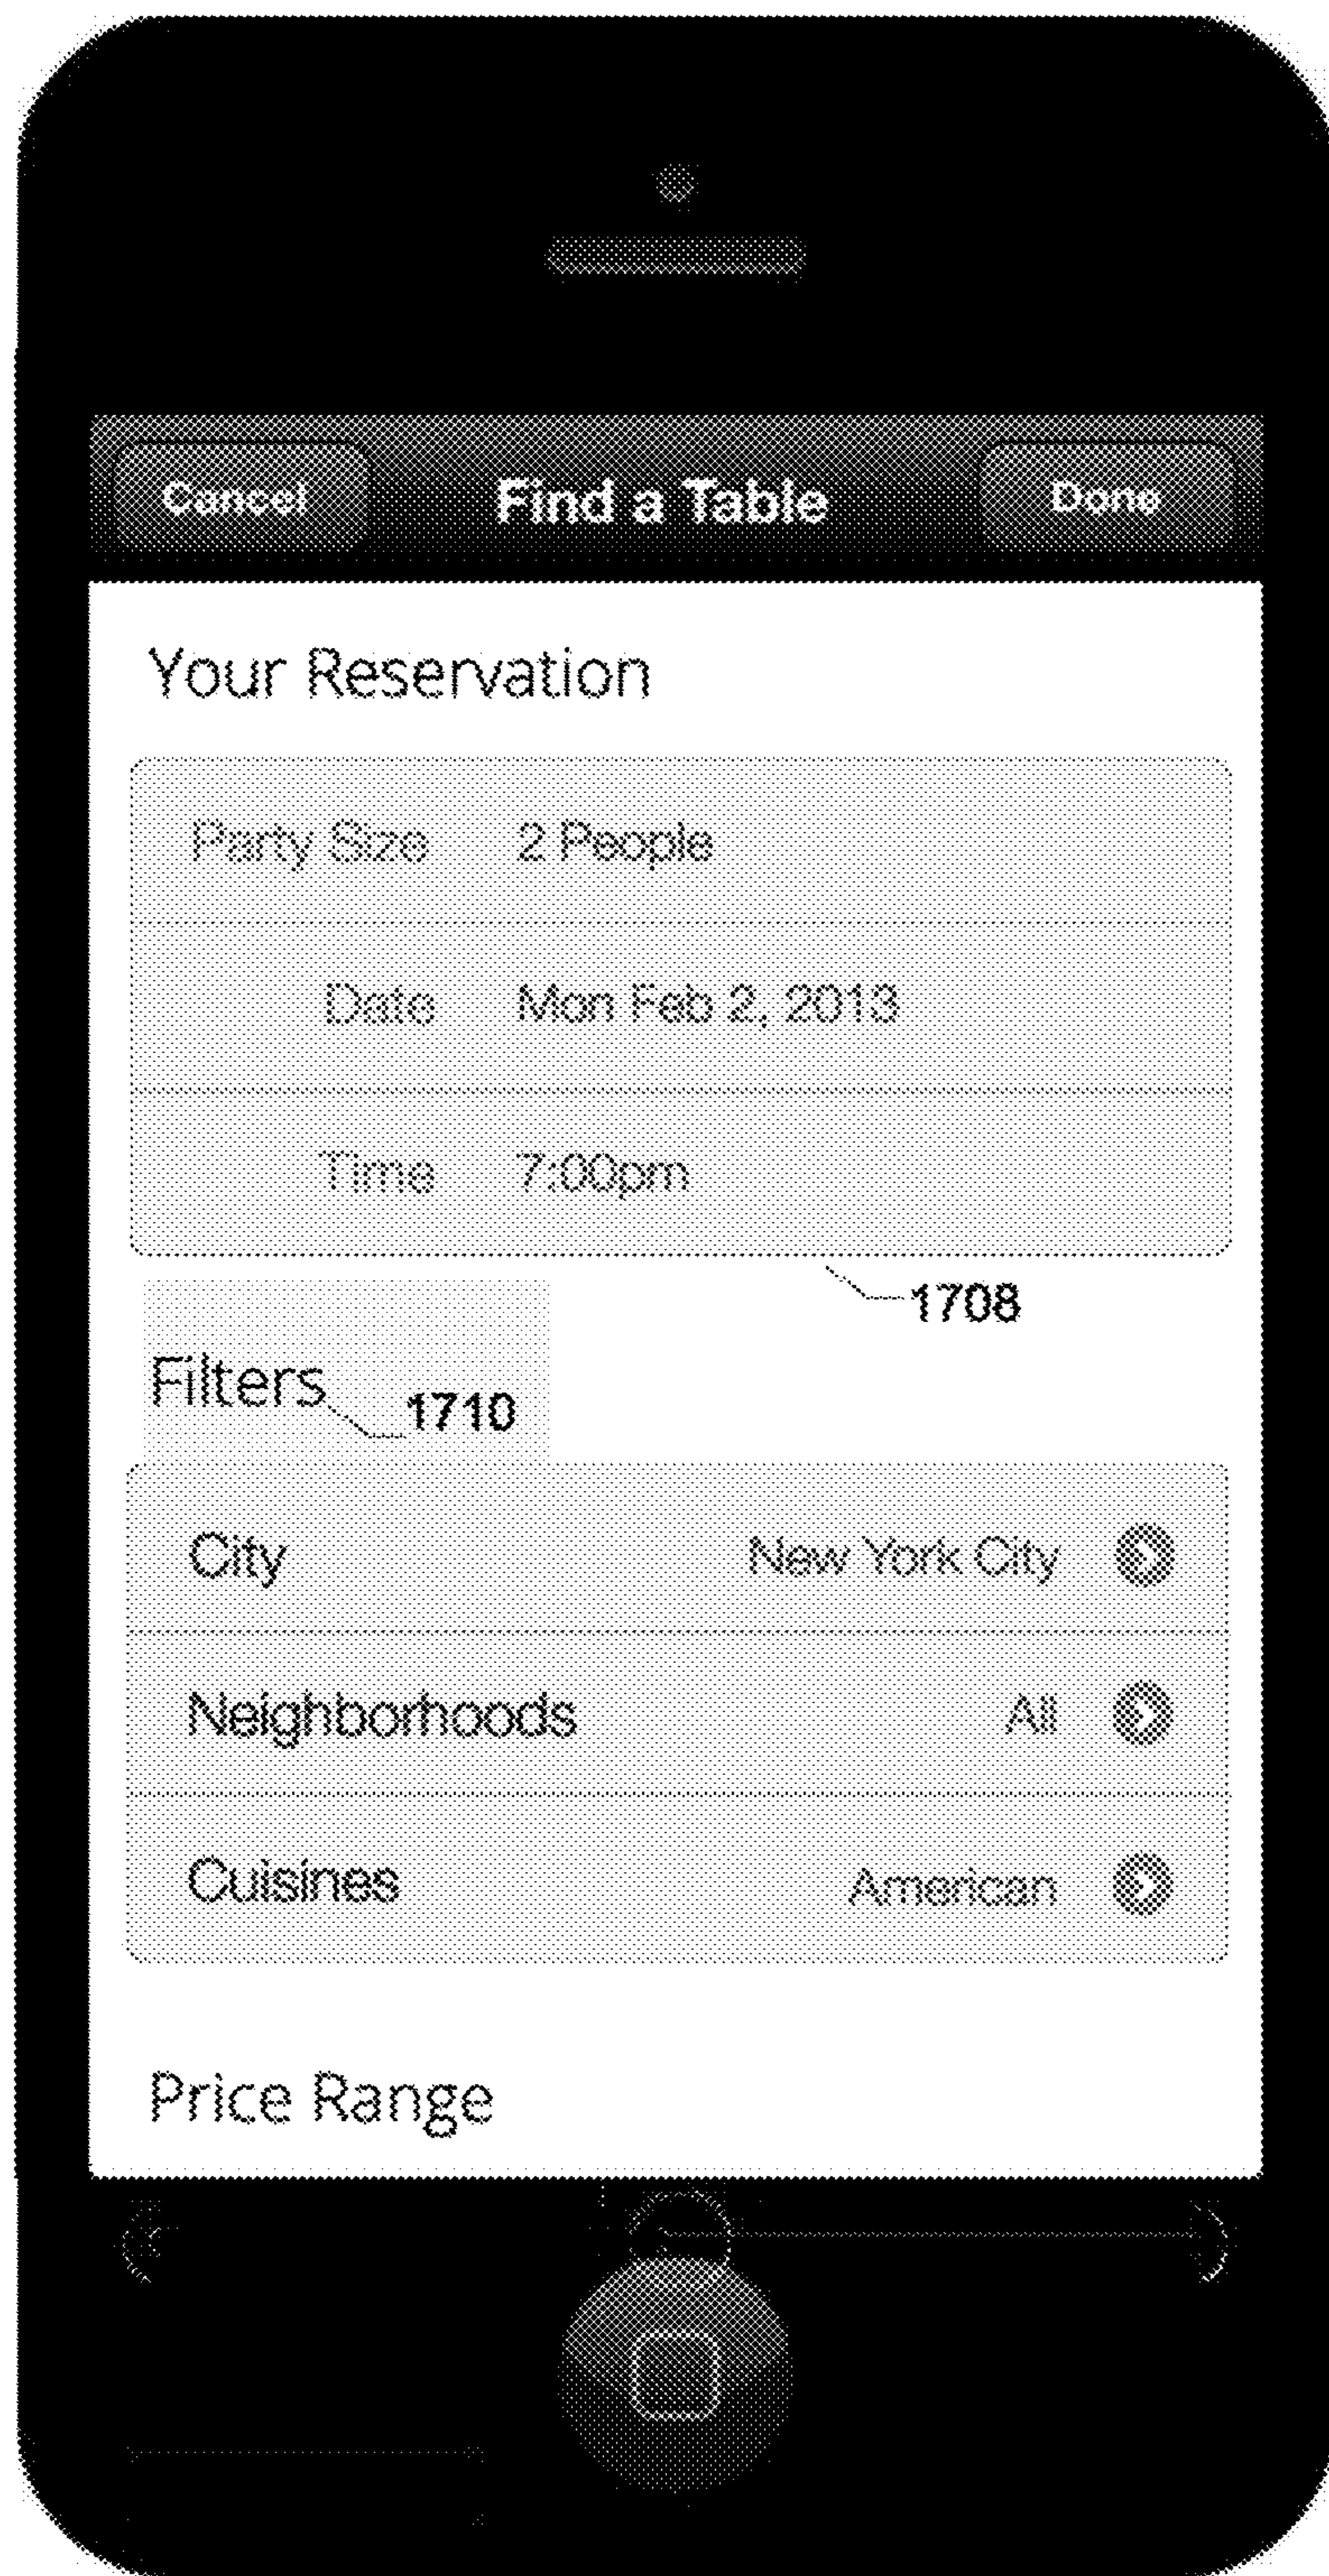 Cancel Find a Table Done
Your Reservation
Party Size 2 People
Date Mon Feb 2, 2013
Time 7:00pm
1708
Filters 1710
City New York City
Neighborhoods All
Cuisines American
Price Range